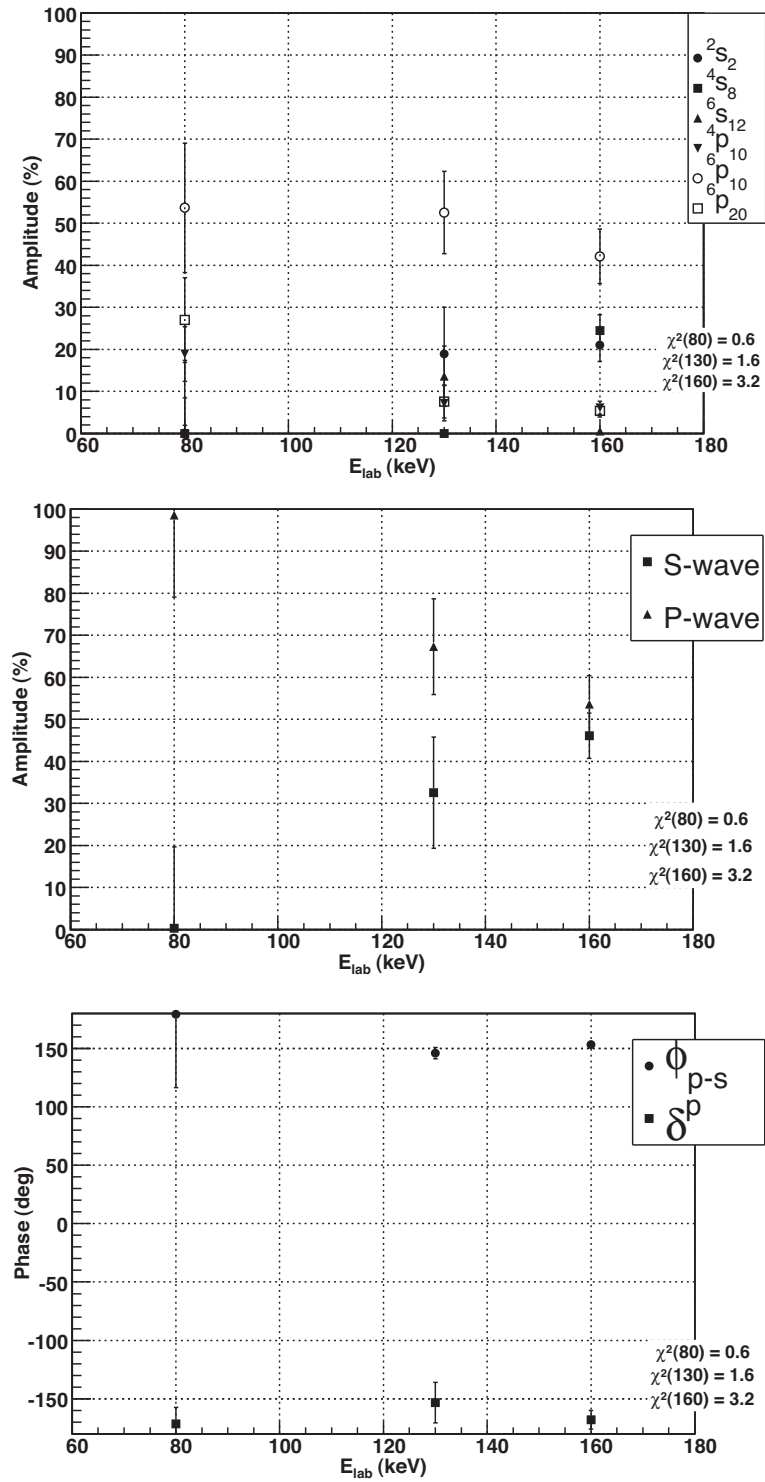 100
90
80
70
60
50
40
30
20
10
0
Amplitude (%)
60 80 100 120 140 160 180
E_lab (keV)
²s₂
⁴s₈
⁶s₁₂
⁴p₁₀
⁶p₁₀
⁶p₂₀
χ²(80) = 0.6
χ²(130) = 1.6
χ²(160) = 3.2
100
90
80
70
60
50
40
30
20
10
0
Amplitude (%)
60 80 100 120 140 160 180
E_lab (keV)
S-wave
P-wave
χ²(80) = 0.6
χ²(130) = 1.6
χ²(160) = 3.2
150
100
50
0
-50
-100
-150
Phase (deg)
60 80 100 120 140 160 180
E_lab (keV)
ϕ_p-s
δ^p
χ²(80) = 0.6
χ²(130) = 1.6
χ²(160) = 3.2